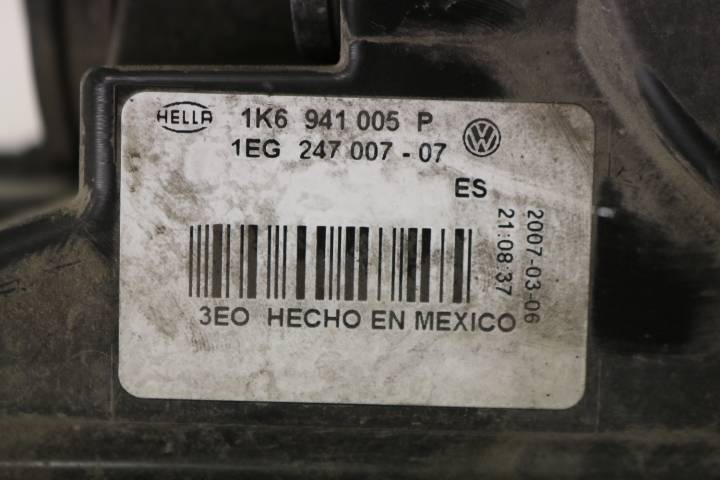 HELLA 1K6 941 005 P
1EG 247 007 - 07
ES
2007-03-06
21:08:37
3EO HECHO EN MEXICO